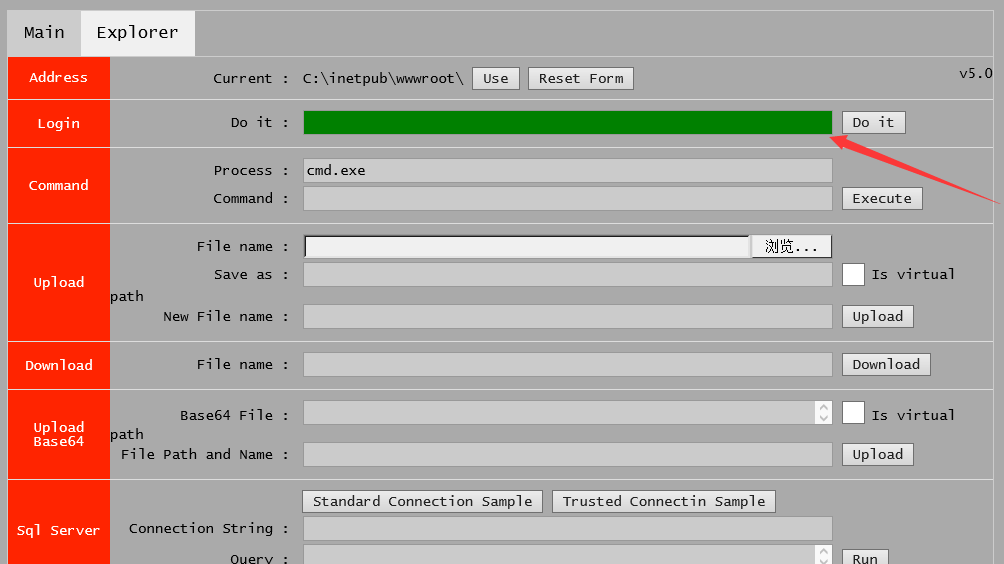 Main Explorer
Address Current : C:\inetpub\wwwroot\ Use Reset Form v5.0
Login Do it : Do it
Process : cmd.exe
Command
Command : Execute
File name : 浏览...
Upload
Save as : Is virtual
path
New File name : Upload
Download File name : Download
Base64 File : Is virtual
Upload
Base64
path
File Path and Name : Upload
Standard Connection Sample Trusted Connectin Sample
Sql Server
Connection String :
Query : Run